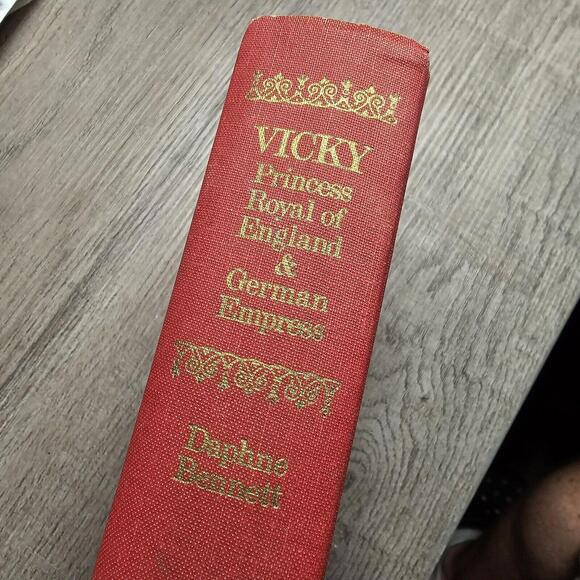 VICKY
Princess
Royal of
England
&
German
Empress
Daphne
Bennett